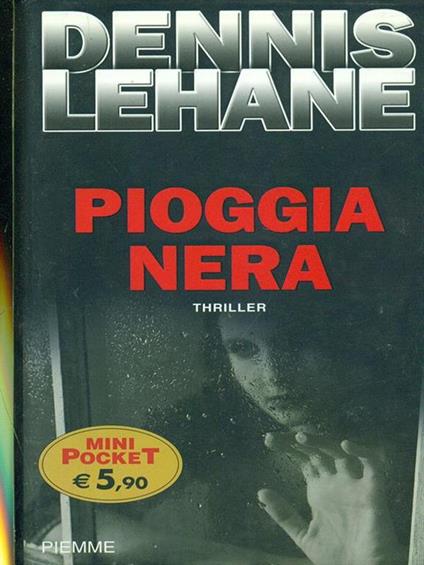 DENNIS
LEHANE
PIOGGIA
NERA
THRILLER
MINI
POCKET
€ 5,90
PIEMME